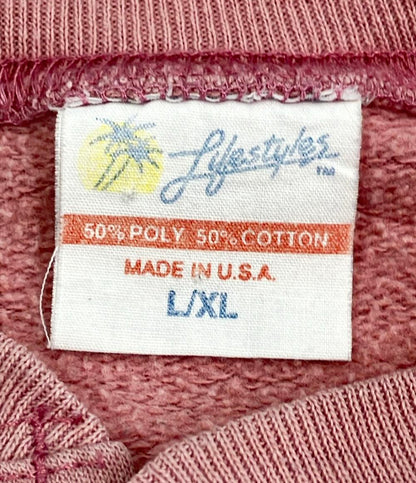 Lifestyles TM
50% POLY 50% COTTON
MADE IN U.S.A.
L/XL